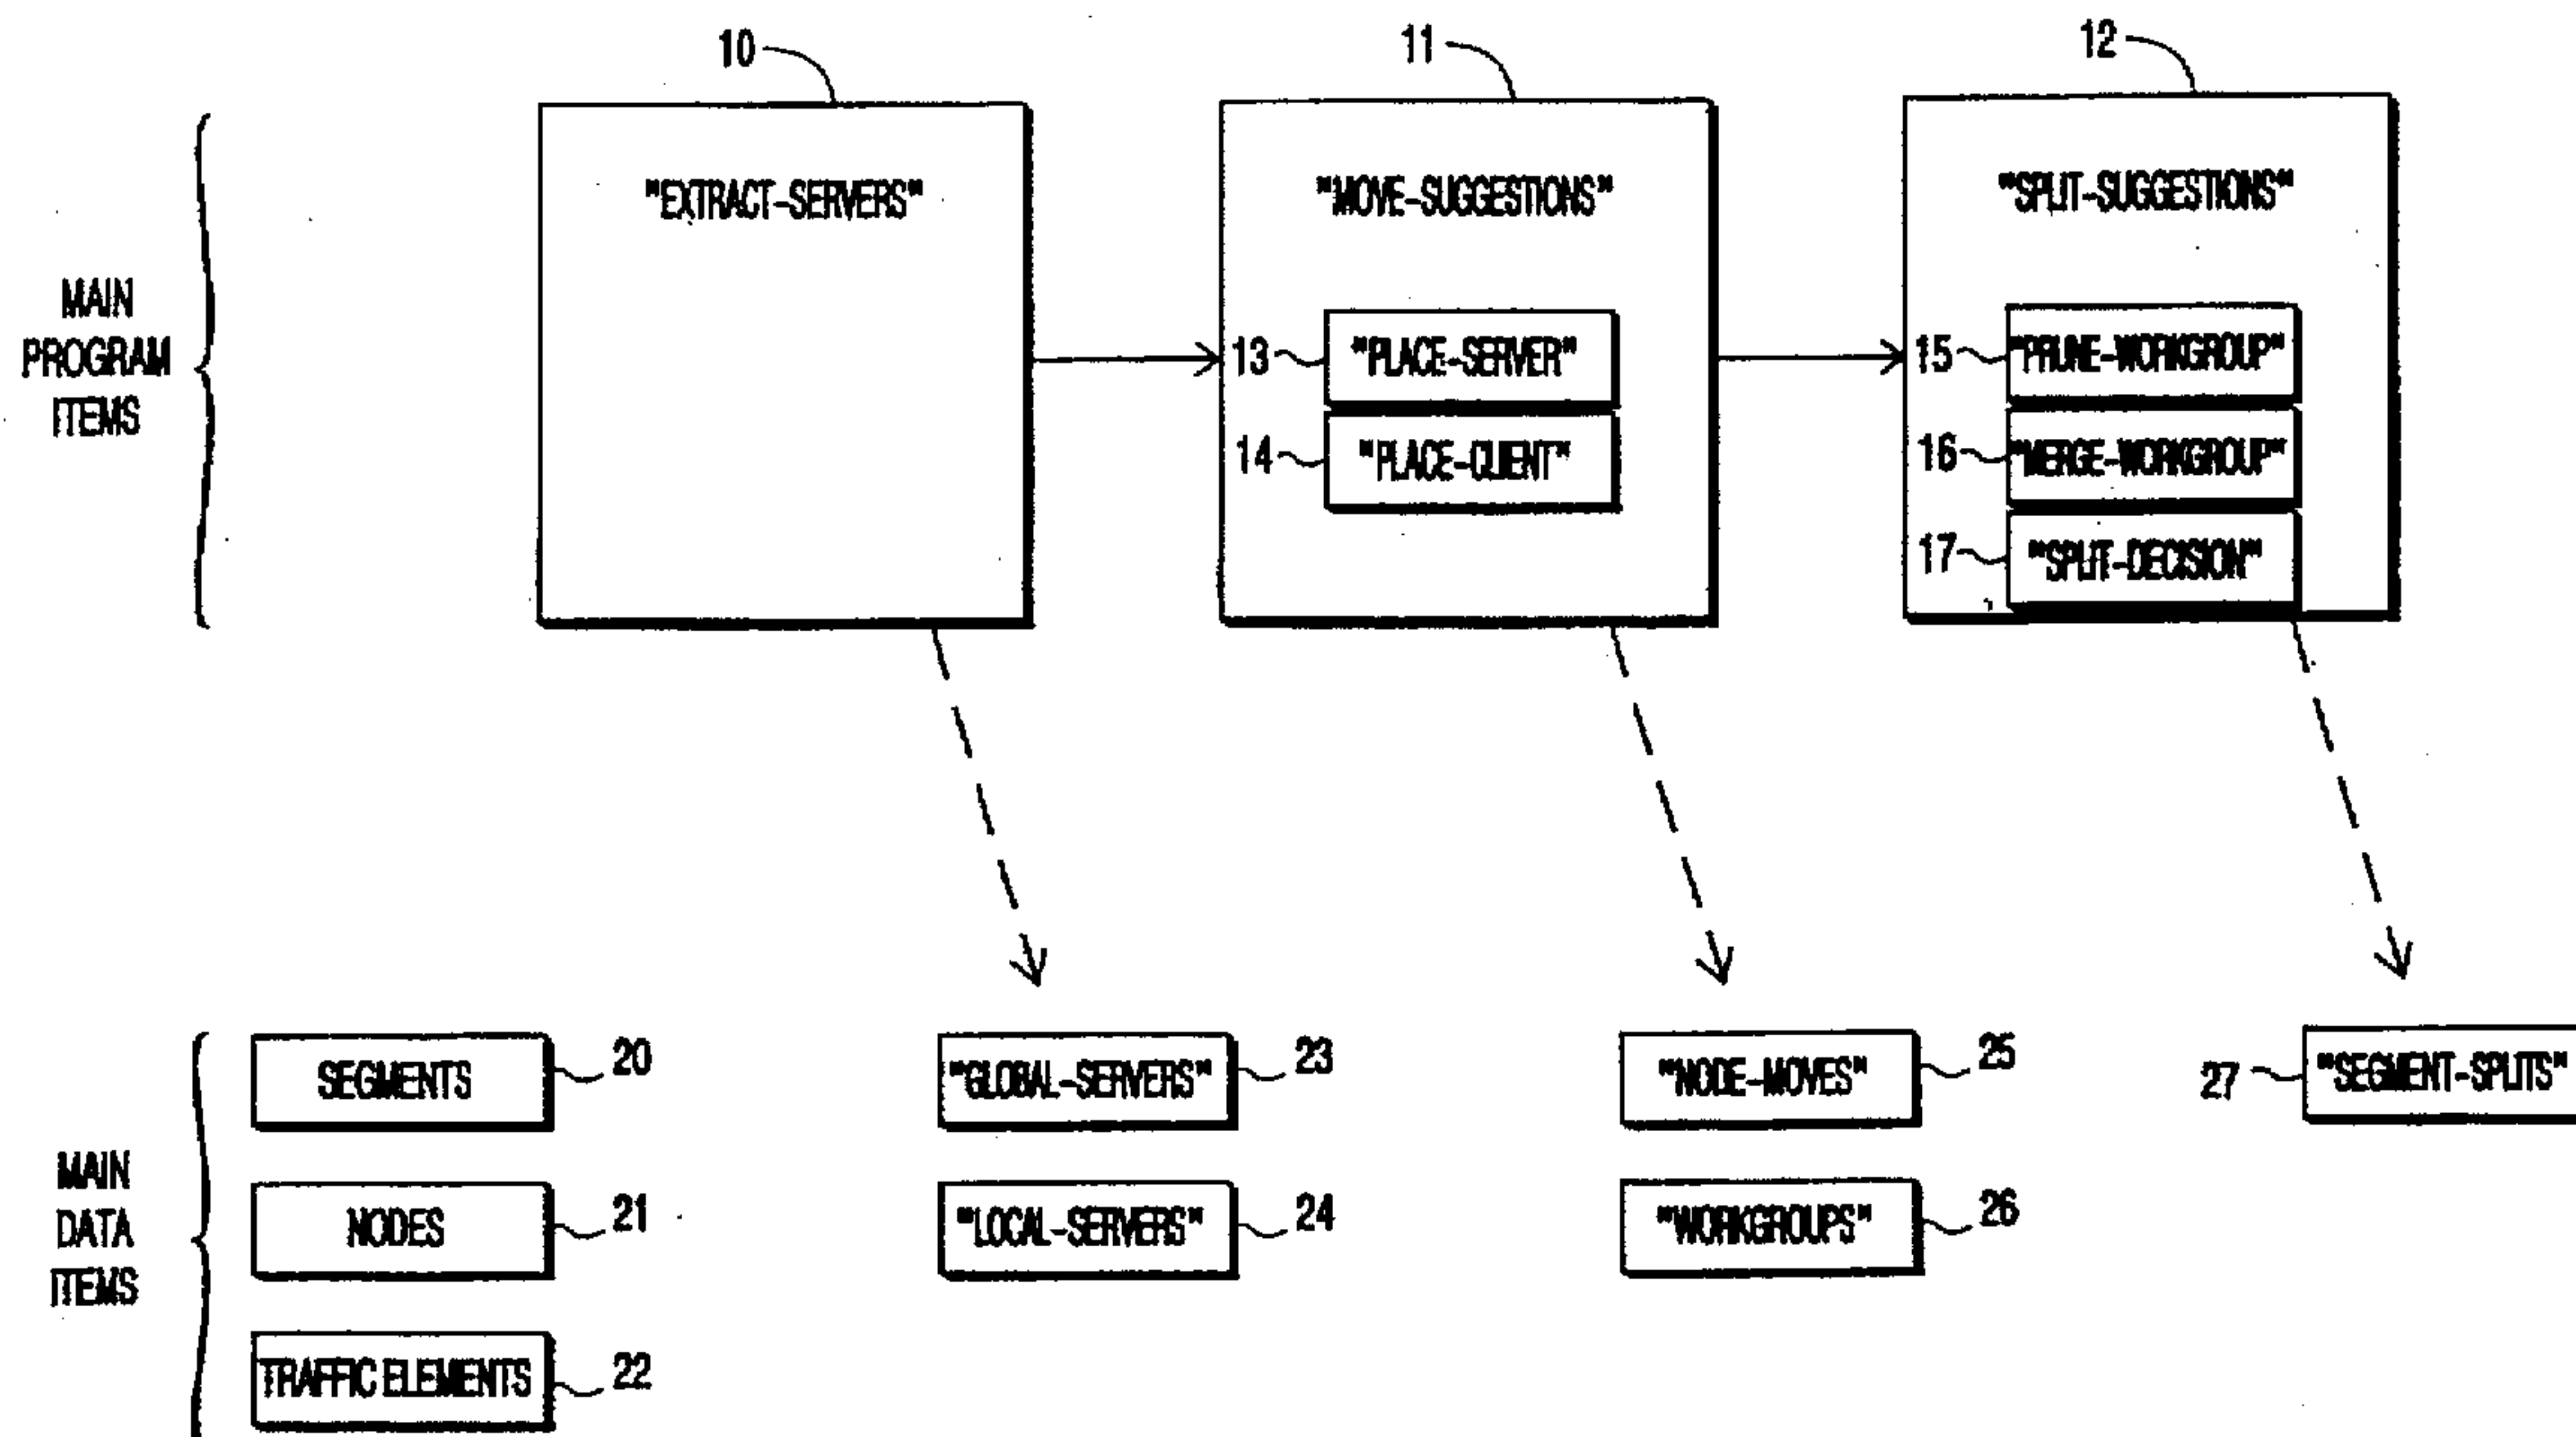 10
11
12
"EXTRACT-SERVERS"
"MOVE-SUGGESTIONS"
"SPLIT-SUGGESTIONS"
MAIN
PROGRAM
ITEMS
13
"PLACE-SERVER"
14
"PLACE-CLIENT"
15
"PRUNE-WORKGROUP"
16
"MERGE-WORKGROUP"
17
"SPLIT-DECISION"
MAIN
DATA
ITEMS
SEGMENTS
20
"GLOBAL-SERVERS"
23
"NODE-MOVES"
25
27
"SEGMENT-SPLITS"
NODES
21
"LOCAL-SERVERS"
24
"WORKGROUPS"
26
TRAFFIC ELEMENTS
22